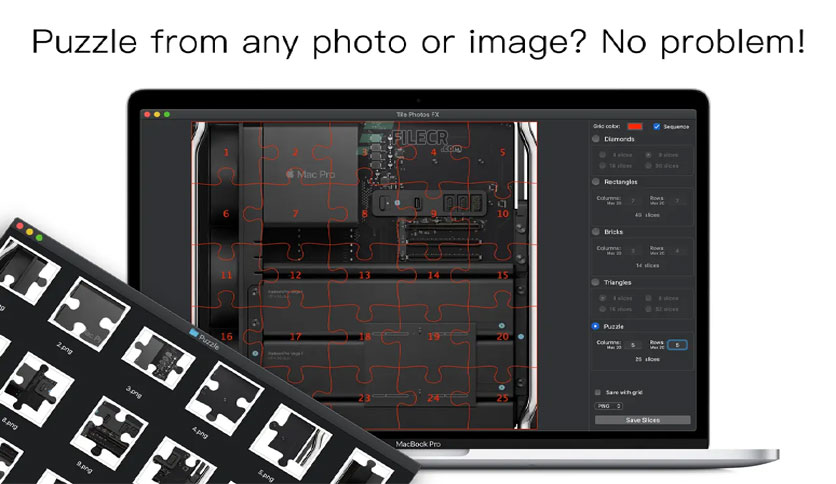 Puzzle from any photo or image? No problem!
Tile Photos FX
Grid color:
Sequence
Diamonds
4 slices
8 slices
16 slices
Rectangles
Columns:
Rows
Max 20
Max 20
49 slices
Bricks
Columns:
Rows
Max 20
Max 20
14 slices
Triangles
4 slices
8 slices
16 slices
32 slices
Puzzle
Columns:
Rows
Max 20
Max 20
5
5
25 slices
Save with grid
PNG
Save Slices
FILECR
.COM
Mac Pro
1 2 3 4 5
6 7 8 9 10
11 12 13 14 15
16 17 18 19 20
23 24 25
MacBook Pro
Puzzle
2.png
3.png
4.png
5.png
8.png
9.png